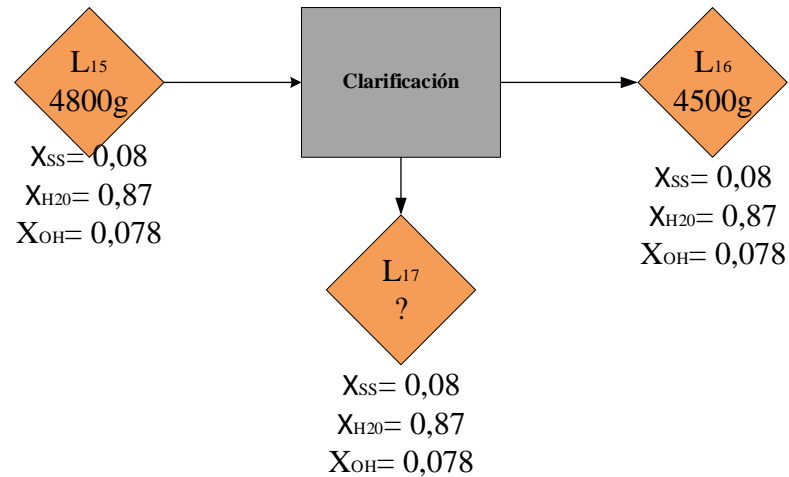 L15
4800g
XSS= 0,08
XH20= 0,87
XOH= 0,078
Clarificación
L16
4500g
XSS= 0,08
XH20= 0,87
XOH= 0,078
L17
?
XSS= 0,08
XH20= 0,87
XOH= 0,078